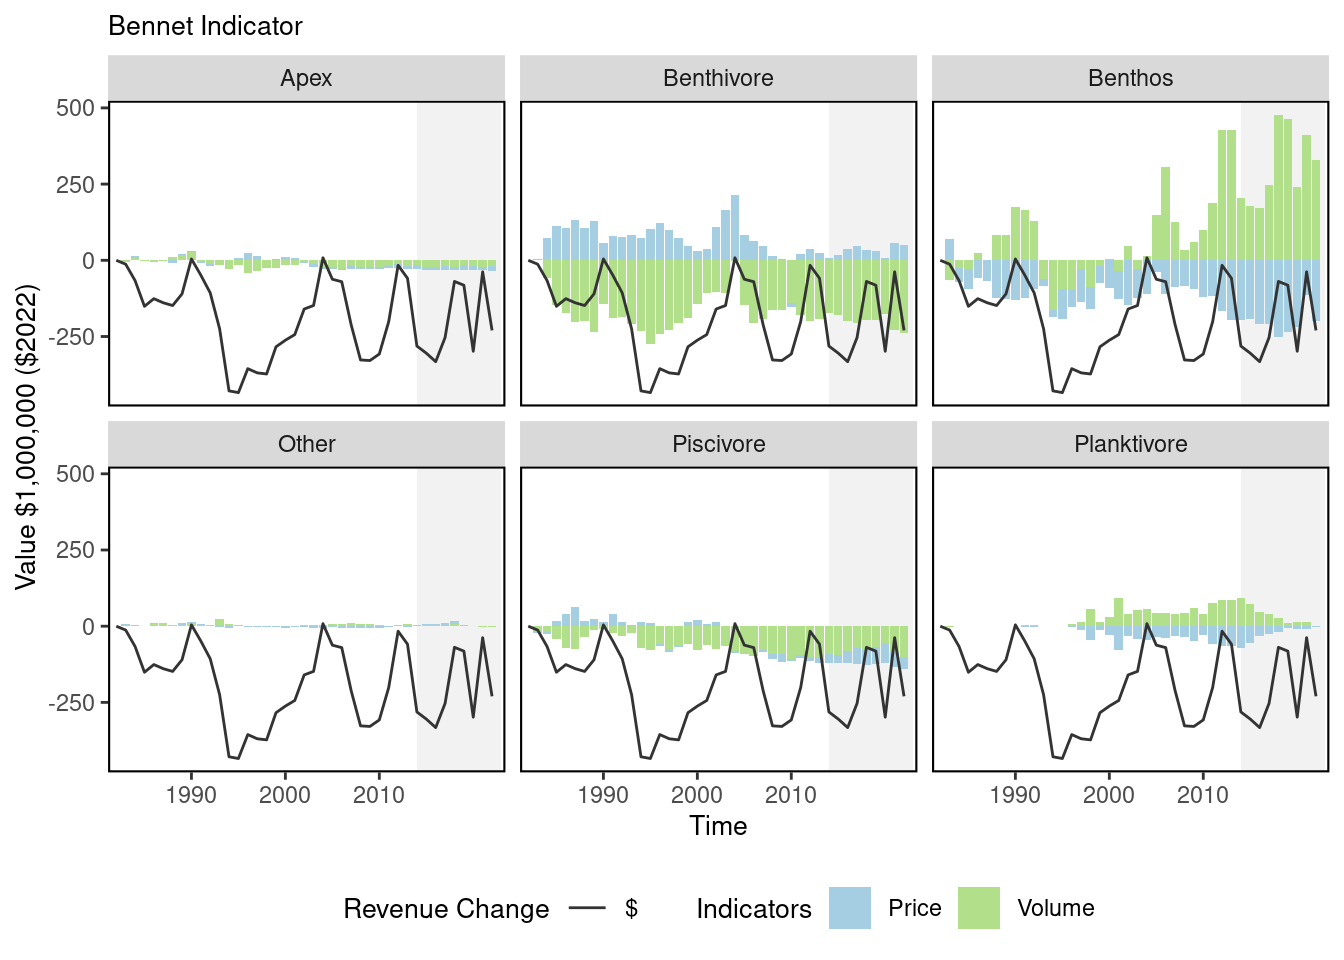 Bennet Indicator
Apex
Benthivore
Benthos
500
250
0
-250
Other
Piscivore
Planktivore
500
250
0
-250
Value $1,000,000 ($2022)
1990 2000 2010
1990 2000 2010
1990 2000 2010
Time
Revenue Change $ Indicators Price Volume